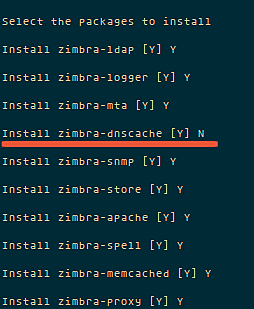 Select the packages to install
Install zimbra-ldap [Y] Y
Install zimbra-logger [Y] Y
Install zimbra-mta [Y] Y
Install zimbra-dnscache [Y] N
Install zimbra-snmp [Y] Y
Install zimbra-store [Y] Y
Install zimbra-apache [Y] Y
Install zimbra-spell [Y] Y
Install zimbra-memcached [Y] Y
Install zimbra-proxy [Y] Y